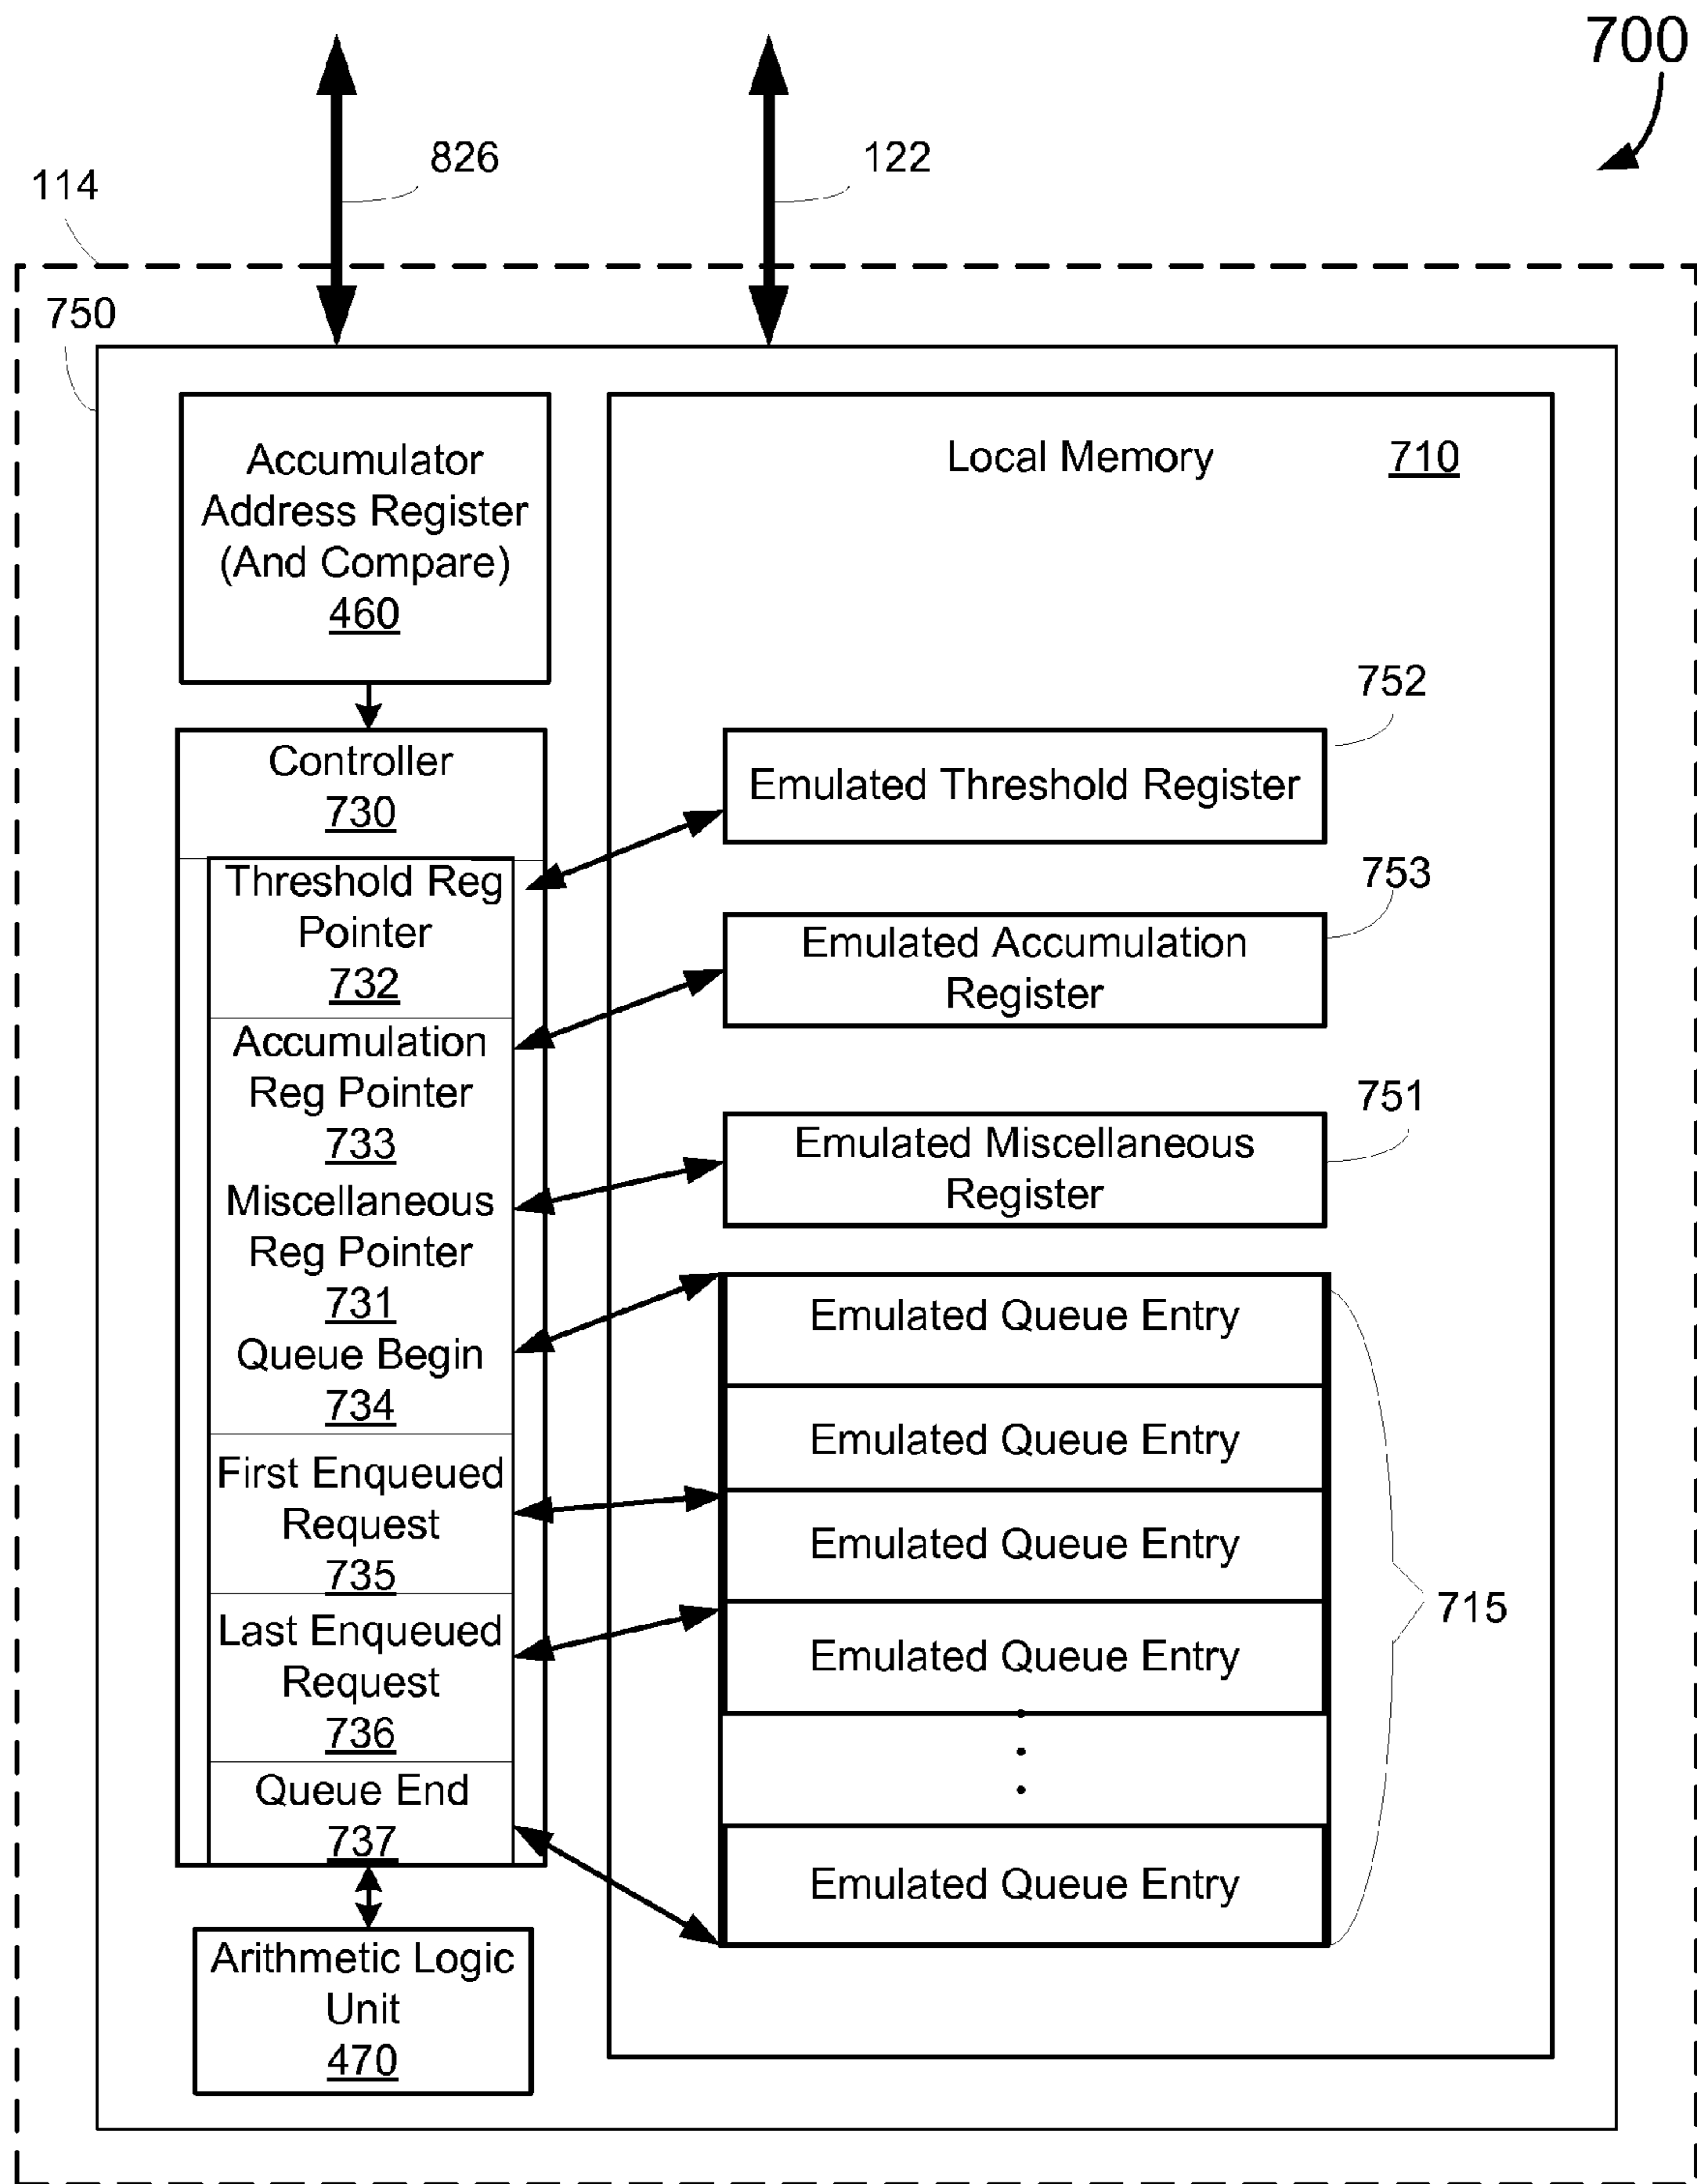 700
826
122
114
750
Accumulator
Address Register
(And Compare)
460
Local Memory 710
Controller
730
Threshold Reg
Pointer
732
Accumulation
Reg Pointer
733
Miscellaneous
Reg Pointer
731
Queue Begin
734
First Enqueued
Request
735
Last Enqueued
Request
736
Queue End
737
Arithmetic Logic
Unit
470
752
Emulated Threshold Register
753
Emulated Accumulation
Register
751
Emulated Miscellaneous
Register
Emulated Queue Entry
Emulated Queue Entry
Emulated Queue Entry
Emulated Queue Entry
Emulated Queue Entry
715